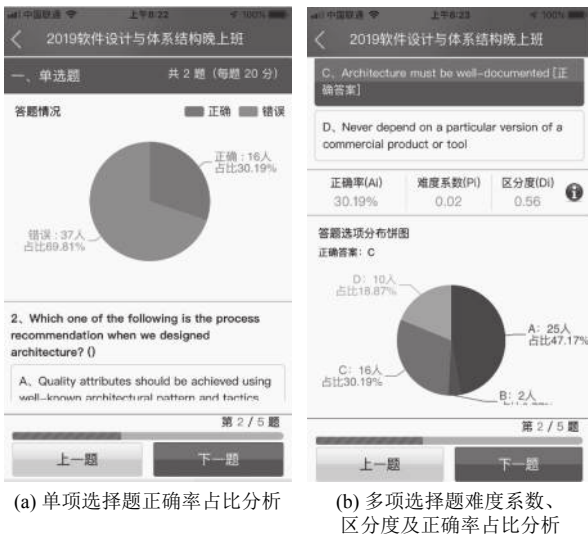 中国联通 上午8:22 100%
2019软件设计与体系结构晚上班
一、单选题 共 2 题（每题 20 分）
答题情况 正确 错误
正确：16人
占比30.19%
错误：37人
占比69.81%
2、Which one of the following is the process
recommendation when we designed
architecture? ()
A、Quality attributes should be achieved using
well-known architectural pattern and tactics
第 2 / 5 题
上一题 下一题
(a) 单项选择题正确率占比分析
中国联通 上午8:23 100%
2019软件设计与体系结构晚上班
C、Architecture must be well-documented [正
确答案]
D、Never depend on a particular version of a
commercial product or tool
正确率(Ai) 难度系数(Pi) 区分度(Di)
30.19% 0.02 0.56
答题选项分布饼图
正确答案：C
D：10人
占比18.87%
A：25人
占比47.17%
C：16人
占比30.19%
B：2人
第 2 / 5 题
上一题 下一题
(b) 多项选择题难度系数、
区分度及正确率占比分析